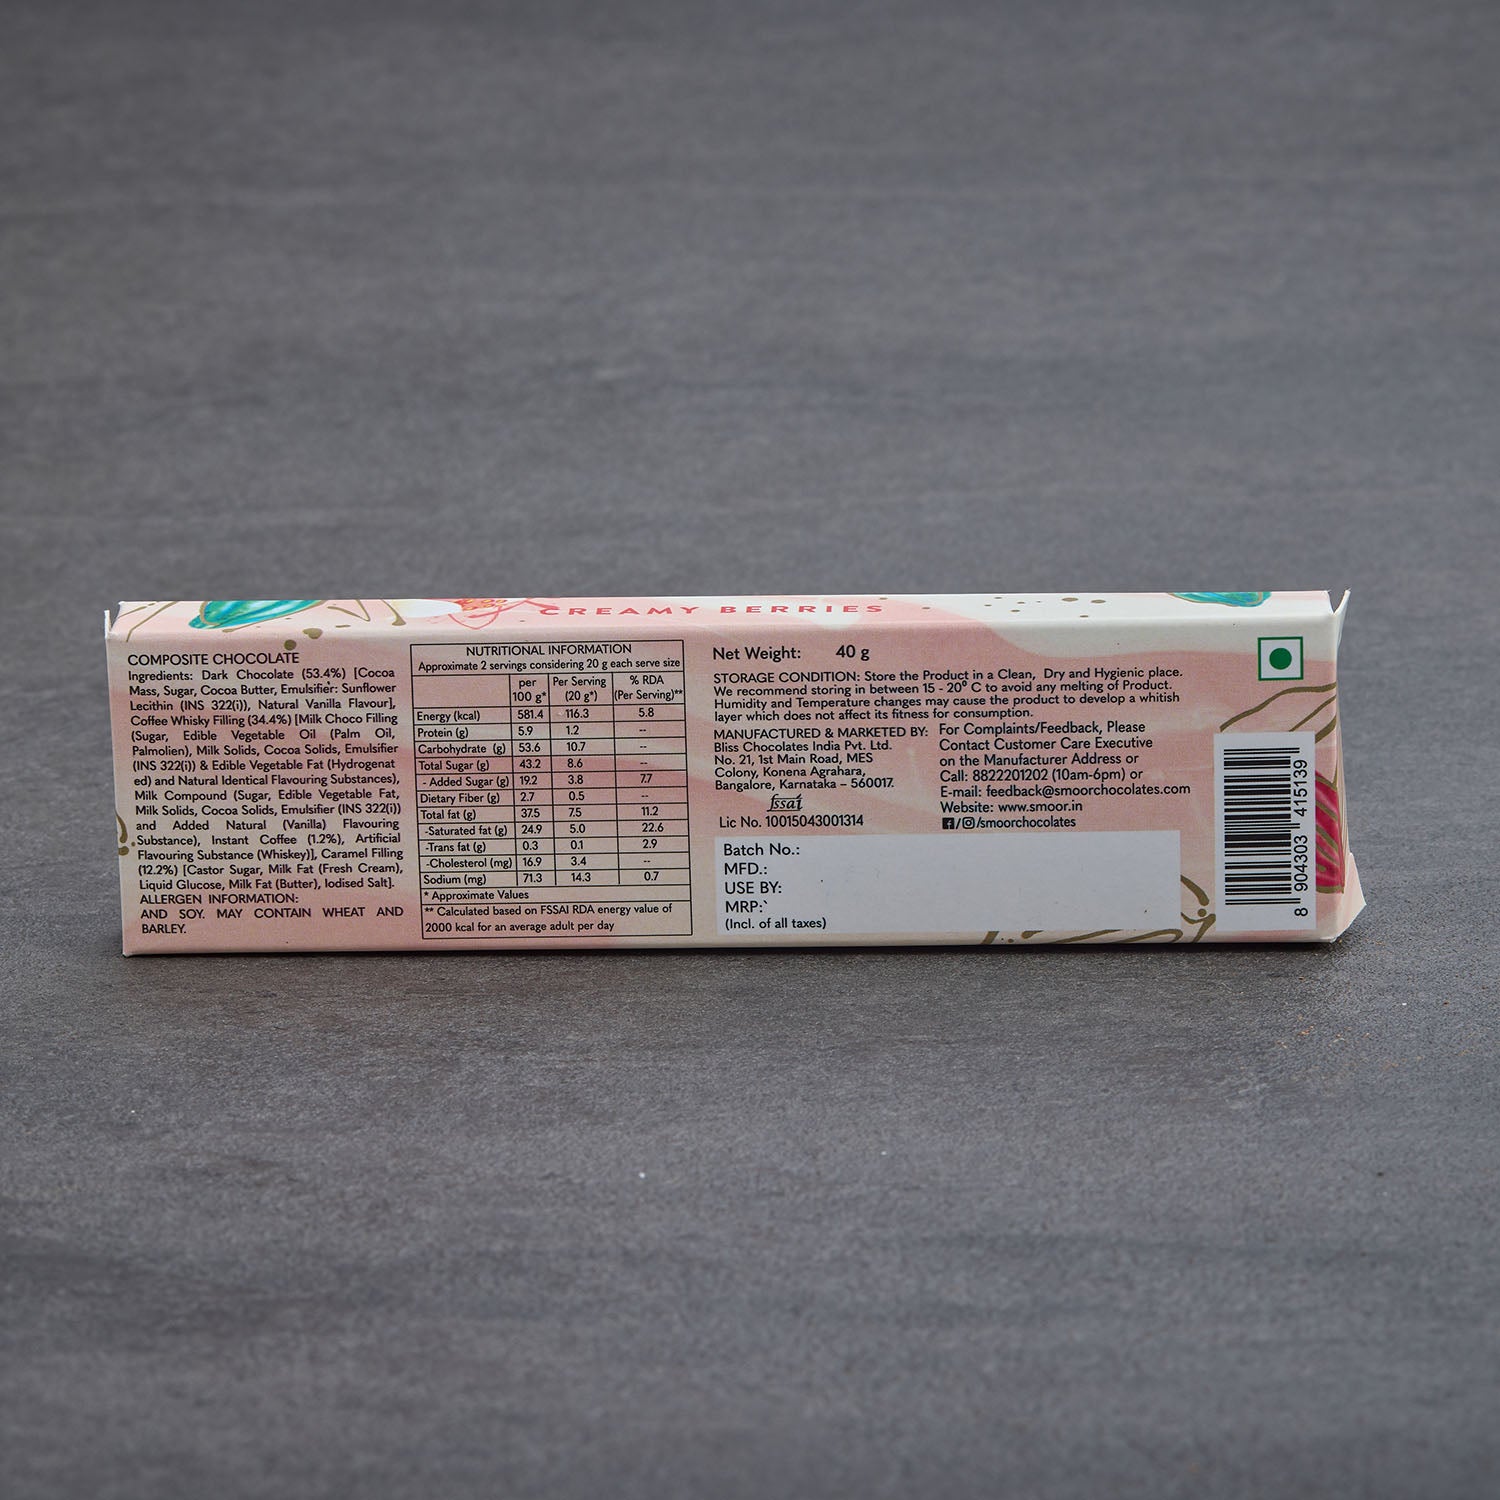 CREAMY BERRIES
COMPOSITE CHOCOLATE
Ingredients: Dark Chocolate (53.4%) [Cocoa
Mass, Sugar, Cocoa Butter, Emulsifier: Sunflower
Lecithin (INS 322(i)), Natural Vanilla Flavour],
Coffee Whisky Filling (34.4%) [Milk Choco Filling
(Sugar, Edible Vegetable Oil (Palm Oil,
Palmolien), Milk Solids, Cocoa Solids, Emulsifier
(INS 322(i)) & Edible Vegetable Fat (Hydrogenat
ed) and Natural Identical Flavouring Substances),
Milk Compound (Sugar, Edible Vegetable Fat,
Milk Solids, Cocoa Solids, Emulsifier (INS 322(i))
and Added Natural (Vanilla) Flavouring
Substance), Instant Coffee (1.2%), Artificial
Flavouring Substance (Whiskey)], Caramel Filling
(12.2%) [Castor Sugar, Milk Fat (Fresh Cream),
Liquid Glucose, Milk Fat (Butter), Iodised Salt].
ALLERGEN INFORMATION:
AND SOY. MAY CONTAIN WHEAT AND
BARLEY.
NUTRITIONAL INFORMATION
Approximate 2 servings considering 20 g each serve size
per 100 g* Per Serving (20 g*) % RDA (Per Serving)**
Energy (kcal) 581.4 116.3 5.8
Protein (g) 5.9 1.2 --
Carbohydrate (g) 53.6 10.7 --
Total Sugar (g) 43.2 8.6 --
- Added Sugar (g) 19.2 3.8 7.7
Dietary Fiber (g) 2.7 0.5 --
Total fat (g) 37.5 7.5 11.2
-Saturated fat (g) 24.9 5.0 22.6
-Trans fat (g) 0.3 0.1 2.9
-Cholesterol (mg) 16.9 3.4 --
Sodium (mg) 71.3 14.3 0.7
* Approximate Values
** Calculated based on FSSAI RDA energy value of
2000 kcal for an average adult per day
Net Weight: 40 g
STORAGE CONDITION: Store the Product in a Clean, Dry and Hygienic place.
We recommend storing in between 15 - 20⁰ C to avoid any melting of Product.
Humidity and Temperature changes may cause the product to develop a whitish
layer which does not affect its fitness for consumption.
MANUFACTURED & MARKETED BY:
Bliss Chocolates India Pvt. Ltd.
No. 21, 1st Main Road, MES
Colony, Konena Agrahara,
Bangalore, Karnataka – 560017.
fssai
Lic No. 10015043001314
For Complaints/Feedback, Please
Contact Customer Care Executive
on the Manufacturer Address or
Call: 8822201202 (10am-6pm) or
E-mail: feedback@smoorchocolates.com
Website: www.smoor.in
/smoorchocolates
Batch No.:
MFD.:
USE BY:
MRP:`
(Incl. of all taxes)
8 904303 415139